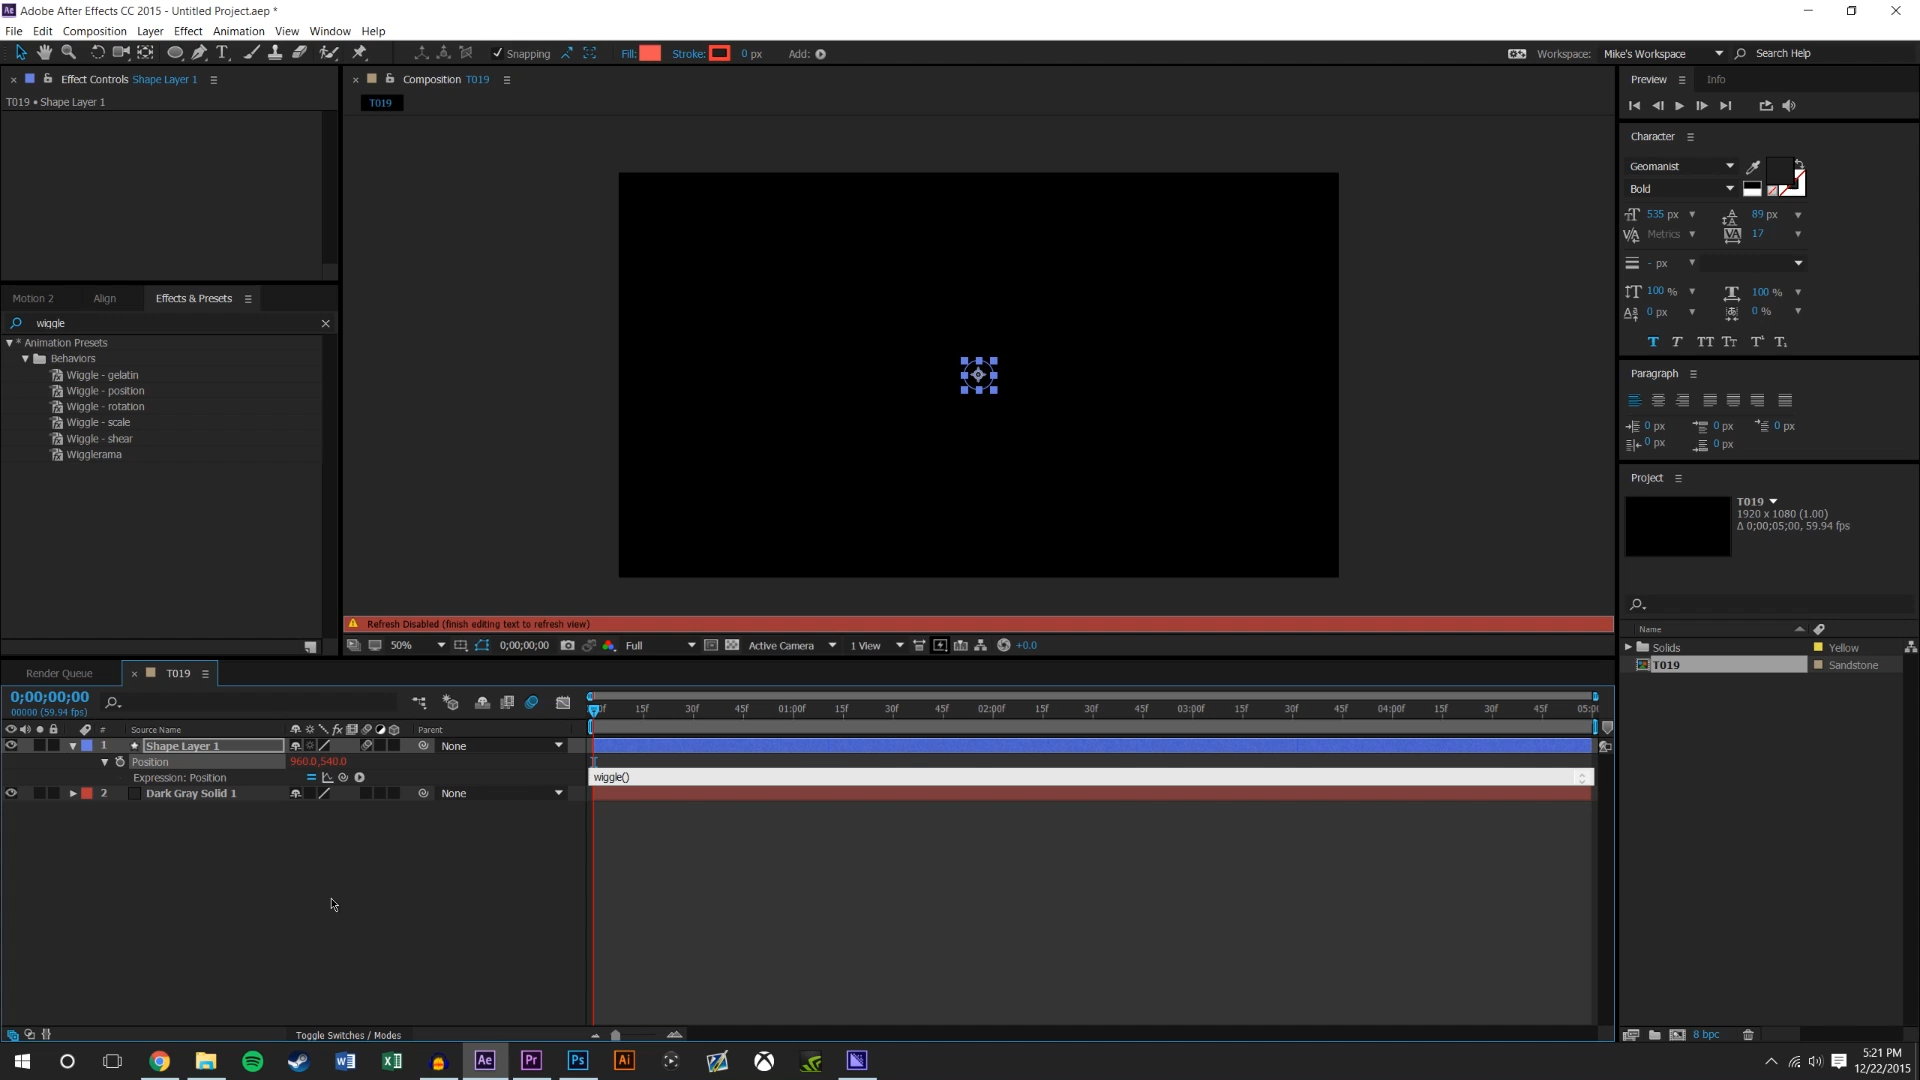 Adobe After Effects CC 2015 - Untitled Project.aep *
File Edit Composition Layer Effect Animation View Window Help
Snapping Fill: Stroke: 0 px Add: Workspace: Mike's Workspace Search Help
Effect Controls Shape Layer 1
T019 • Shape Layer 1
Composition T019
T019
Preview Info
Character
Geomanist
Bold
535 px 89 px
Metrics 17
- px
100 % 100 %
0 px 0 %
Motion 2 Align Effects & Presets
wiggle
* Animation Presets
Behaviors
Wiggle - gelatin
Wiggle - position
Wiggle - rotation
Wiggle - scale
Wiggle - shear
Wigglerama
Paragraph
0 px 0 px 0 px
0 px 0 px
Project
T019
1920 x 1080 (1.00)
Δ 0;00;05;00, 59.94 fps
Refresh Disabled (finish editing text to refresh view)
50% 0;00;00;00 Full Active Camera 1 View +0.0
Name
Solids Yellow
T019 Sandstone
Render Queue T019
0;00;00;00
00000 (59.94 fps)
15f 30f 45f 01:00f 15f 30f 45f 02:00f 15f 30f 45f 03:00f 15f 30f 45f 04:00f 15f 30f 45f
# Source Name Parent
1 Shape Layer 1 None
Position 960.0,540.0
Expression: Position wiggle()
2 Dark Gray Solid 1 None
Toggle Switches / Modes
8 bpc
5:21 PM
12/22/2015